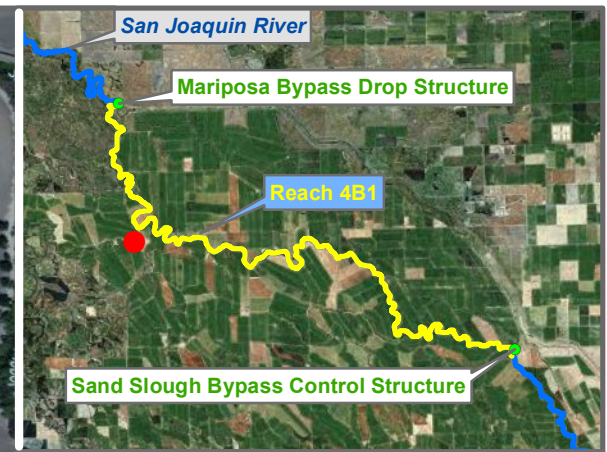 San Joaquin River
Mariposa Bypass Drop Structure
Reach 4B1
Sand Slough Bypass Control Structure